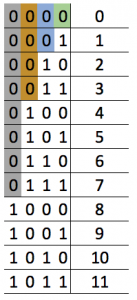 0 0 0 0 0
0 0 0 1 1
0 0 1 0 2
0 0 1 1 3
0 1 0 0 4
0 1 0 1 5
0 1 1 0 6
0 1 1 1 7
1 0 0 0 8
1 0 0 1 9
1 0 1 0 10
1 0 1 1 11